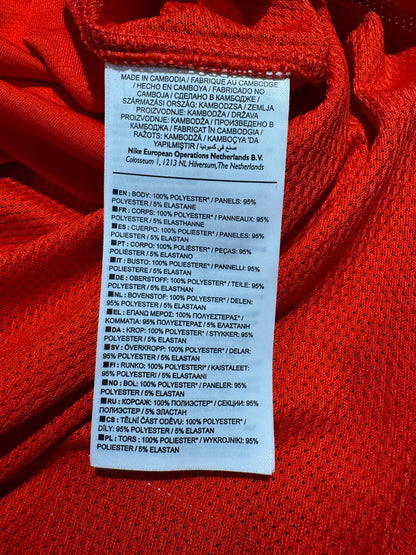 MADE IN CAMBODIA / FABRIQUE AU CAMBODGE
/ HECHO EN CAMBOYA / FABRICADO NO
CAMBOJA / СДЕЛАНО В КАМБОДЖЕ /
SZÁRMAZÁSI ORSZÁG: KAMBODZSA / ZEMLJA
PROIZVODNJE: KAMBODŽA / DRŽAVA
PROIZVODNJE: KAMBODŽA / ПРОИЗВЕДЕНО В
КАМБОДЖА / FABRICAT ÎN CAMBODGIA /
RAŽOTS: KAMBODŽĀ / KAMBOÇYA'DA
YAPILMIŞTIR / صنع في كمبوديا
Nike European Operations Netherlands B.V.
Colosseum 1, 1213 NL Hilversum, The Netherlands
■EN: BODY: 100% POLYESTER* / PANELS: 95%
POLYESTER / 5% ELASTANE
■FR: CORPS: 100% POLYESTER* / PANNEAUX: 95%
POLYESTER / 5% ÉLASTHANNE
■ES: CUERPO: 100% POLIÉSTER* / PANELES: 95%
POLIÉSTER / 5% ELASTANO
■PT: CORPO: 100% POLIÉSTER* / PEÇAS: 95%
POLIÉSTER / 5% ELASTANO
■IT: BUSTO: 100% POLIESTERE* / PANNELLI: 95%
POLIESTERE / 5% ELASTAN
■DE: OBERSTOFF: 100% POLYESTER* / TEILE: 95%
POLYESTER / 5% ELASTHAN
■NL: BOVENSTOF: 100% POLYESTER* / DELEN:
95% POLYESTER / 5% ELASTAAN
■EL: ΕΠΑΝΩ ΜΕΡΟΣ: 100% ΠΟΛΥΕΣΤΕΡΑΣ* /
ΚΟΜΜΑΤΙΑ: 95% ΠΟΛΥΕΣΤΕΡΑΣ / 5% ΕΛΑΣΤΑΝΗ
■DA: KROP: 100% POLYESTER* / STYKKER: 95%
POLYESTER / 5% ELASTAN
■SV: ÖVERKROPP: 100% POLYESTER* / DELAR:
95% POLYESTER / 5% ELASTAN
■FI: RUNKO: 100% POLYESTERI* / KAISTALEET:
95% POLYESTERI / 5% ELASTAANI
■NO: BOL: 100% POLYESTER* / PANELER: 95%
POLYESTER / 5% ELASTAN
■RU: КОРСАЖ: 100% ПОЛИЭСТЕР* / СЕКЦИИ: 95%
ПОЛИЭСТЕР / 5% ЭЛАСТАН
■CS: TĚLNÍ ČÁST ODĚVU: 100% POLYESTER* /
DÍLY: 95% POLYESTER / 5% ELASTAN
■PL: TORS: 100% POLIESTER* / WYKROJNIKI: 95%
POLIESTER / 5% ELASTAN